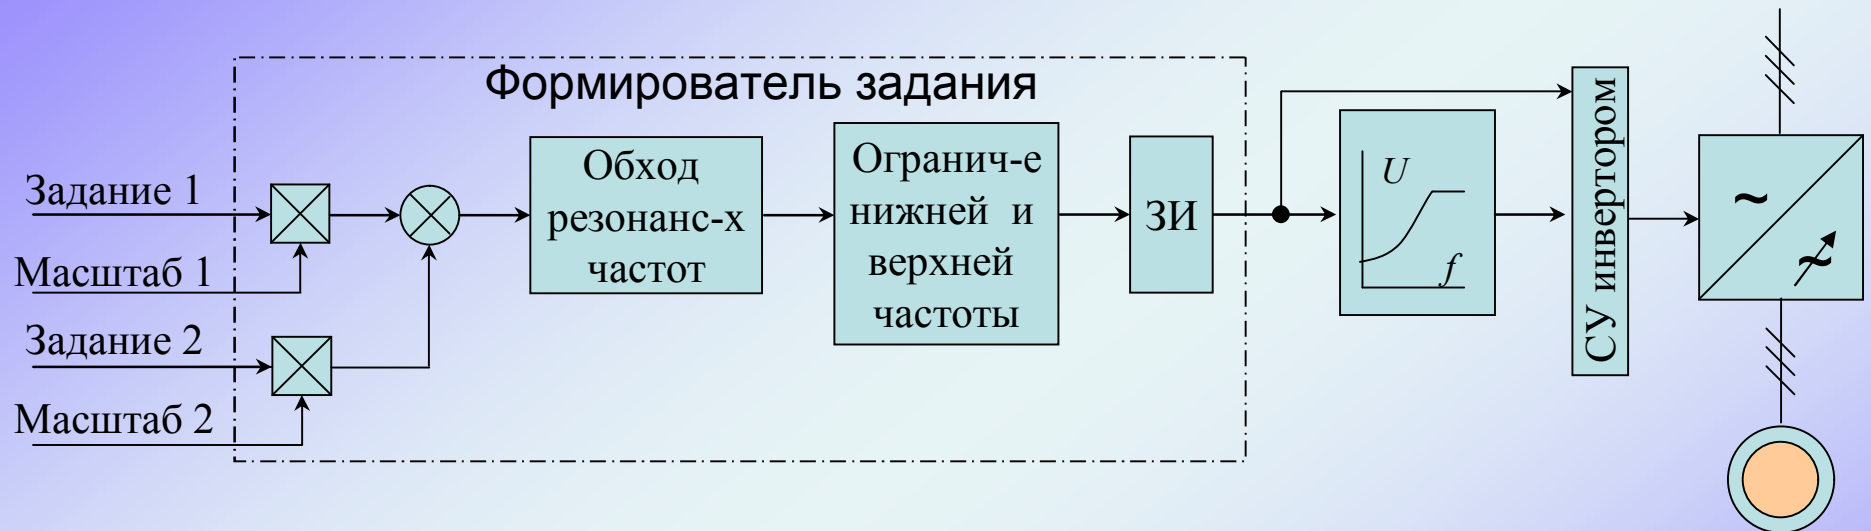 Формирователь задания
Задание 1
Масштаб 1
Задание 2
Масштаб 2
Обход
резонанс-х
частот
Огранич-е
нижней и
верхней
частоты
ЗИ
U
f
СУ инвертором
~
~